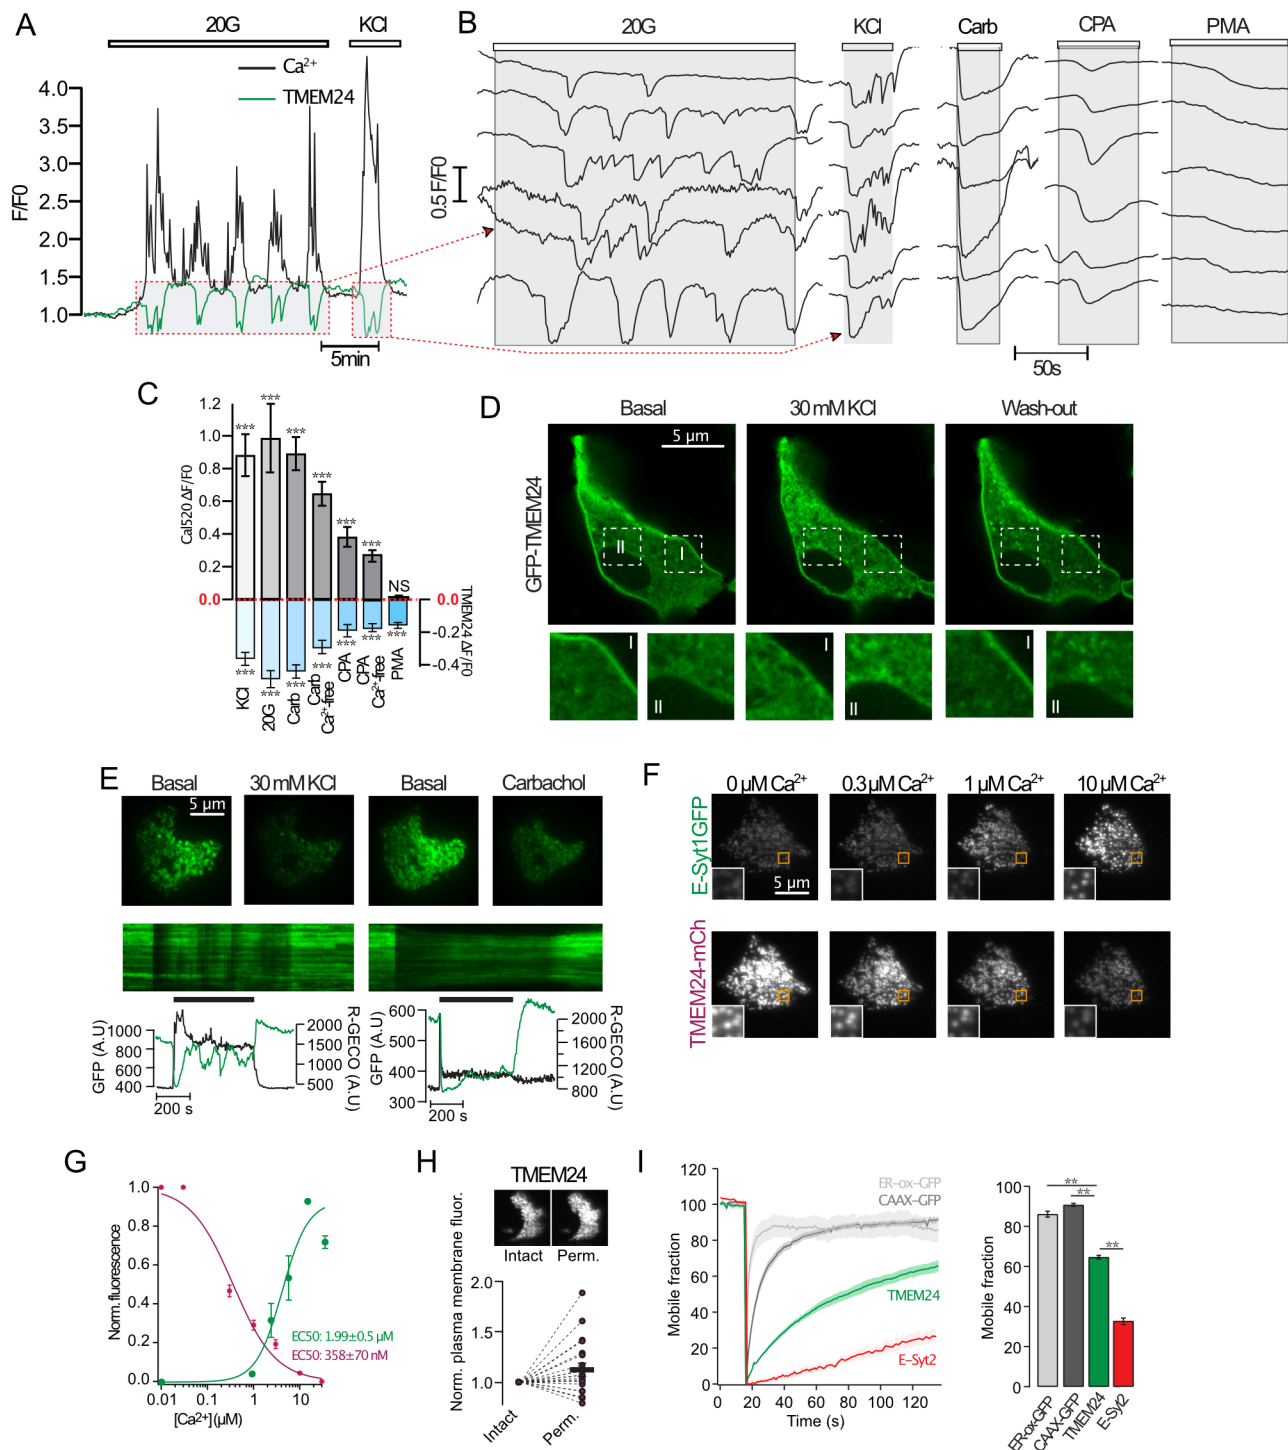 A
20G
KCl
Ca²⁺
TMEM24
4.0
3.5
3.0
2.5
2.0
1.5
1.0
F/F0
5min
B
20G
KCl
Carb
CPA
PMA
0.5 F/F0
50s
C
1.2
1.0
0.8
0.6
0.4
0.2
0.0
Cal520 ΔF/F0
***
***
***
***
***
***
NS
0.0
-0.2
-0.4
TMEM24 ΔF/F0
***
***
***
***
***
***
***
KCl
20G
Carb
Carb Ca²⁺-free
CPA
CPA Ca²⁺-free
PMA
D
Basal
30 mM KCl
Wash-out
GFP-TMEM24
5 µm
II
I
I
II
I
II
I
II
E
Basal
30 mM KCl
Basal
Carbachol
5 µm
1000
800
600
400
GFP (A.U)
2000
1500
1000
500
R-GECO (A.U)
200 s
600
500
400
300
GFP (A.U)
2000
1600
1200
800
R-GECO (A.U)
200 s
F
0 µM Ca²⁺
0.3 µM Ca²⁺
1 µM Ca²⁺
10 µM Ca²⁺
E-Syt1GFP
5 µm
TMEM24-mCh
G
1.0
0.8
0.6
0.4
0.2
0.0
Norm. fluorescence
EC50: 1.99±0.5 µM
EC50: 358±70 nM
0.01
0.1
1
10
[Ca²⁺] (µM)
H
TMEM24
Intact
Perm.
2.0
1.5
1.0
Norm. plasma membrane fluor.
Intact
Perm.
I
120
100
80
60
40
20
0
Mobile fraction
ER-ox-GFP
CAAX-GFP
TMEM24
E-Syt2
0
20
40
60
80
100
120
Time (s)
100
80
60
40
20
0
Mobile fraction
**
**
**
ER-ox-GFP
CAAX-GFP
TMEM24
E-Syt2